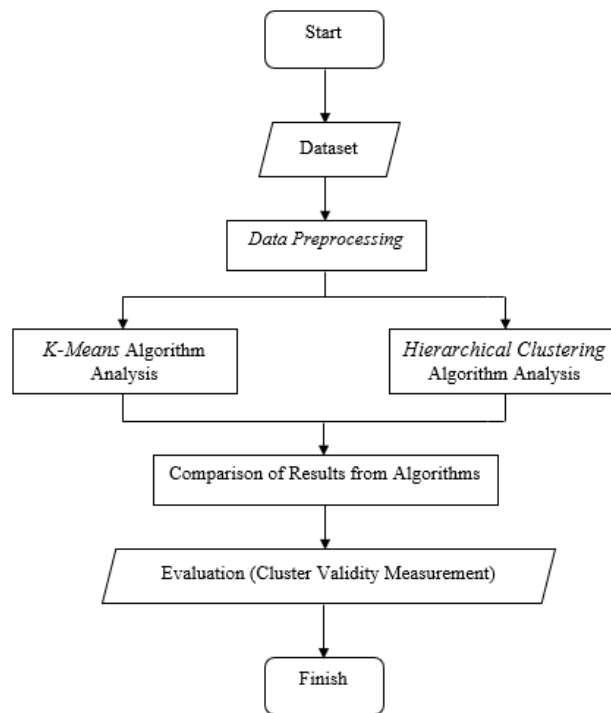 Start
Dataset
Data Preprocessing
K-Means Algorithm
Analysis
Hierarchical Clustering
Algorithm Analysis
Comparison of Results from Algorithms
Evaluation (Cluster Validity Measurement)
Finish